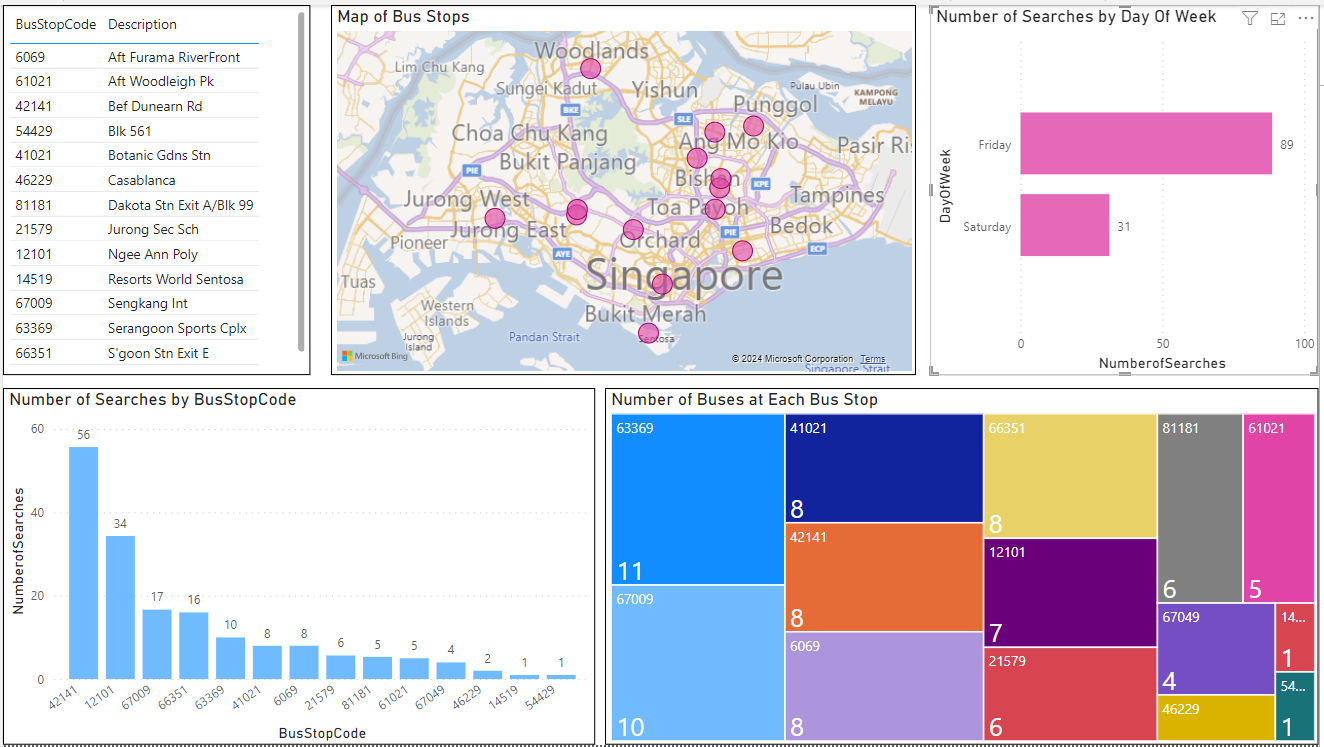 BusStopCode Description
6069 Aft Furama RiverFront
61021 Aft Woodleigh Pk
42141 Bef Dunearn Rd
54429 Blk 561
41021 Botanic Gdns Stn
46229 Casablanca
81181 Dakota Stn Exit A/Blk 99
21579 Jurong Sec Sch
12101 Ngee Ann Poly
14519 Resorts World Sentosa
67009 Sengkang Int
63369 Serangoon Sports Cplx
66351 S'goon Stn Exit E
Map of Bus Stops
Woodlands
Lim Chu Kang
Sungei Kadut
Yishun
Pulau Ubin
KAMPONG
MELAYU
Punggol
BKE
SLE
Choa Chu Kang
Ang Mo Kio
Pasir Ri
Bukit Panjang
PIE
Bishan
KPE
Tampines
Jurong West
Toa Payoh
Jurong East
Orchard
PIE
Bedok
Pioneer
AYE
ECP
Singapore
Tuas
Western
Islands
Bukit Merah
Jurong
Island
Pandan Strait
Sentosa
Microsoft Bing
© 2024 Microsoft Corporation Terms
Singapore Strait
Number of Searches by Day Of Week
DayOfWeek
Friday 89
Saturday 31
0 50 100
NumberofSearches
Number of Searches by BusStopCode
NumberofSearches
60
40
20
0
56 34 17 16 10 8 8 6 5 5 4 2 1 1
42141 12101 67009 66351 63369 41021 6069 21579 81181 61021 67049 46229 14519 54429
BusStopCode
Number of Buses at Each Bus Stop
63369
11
67009
10
41021
8
42141
8
6069
8
66351
8
12101
7
21579
6
81181
6
61021
5
67049
4
46229
14...
1
54...
1